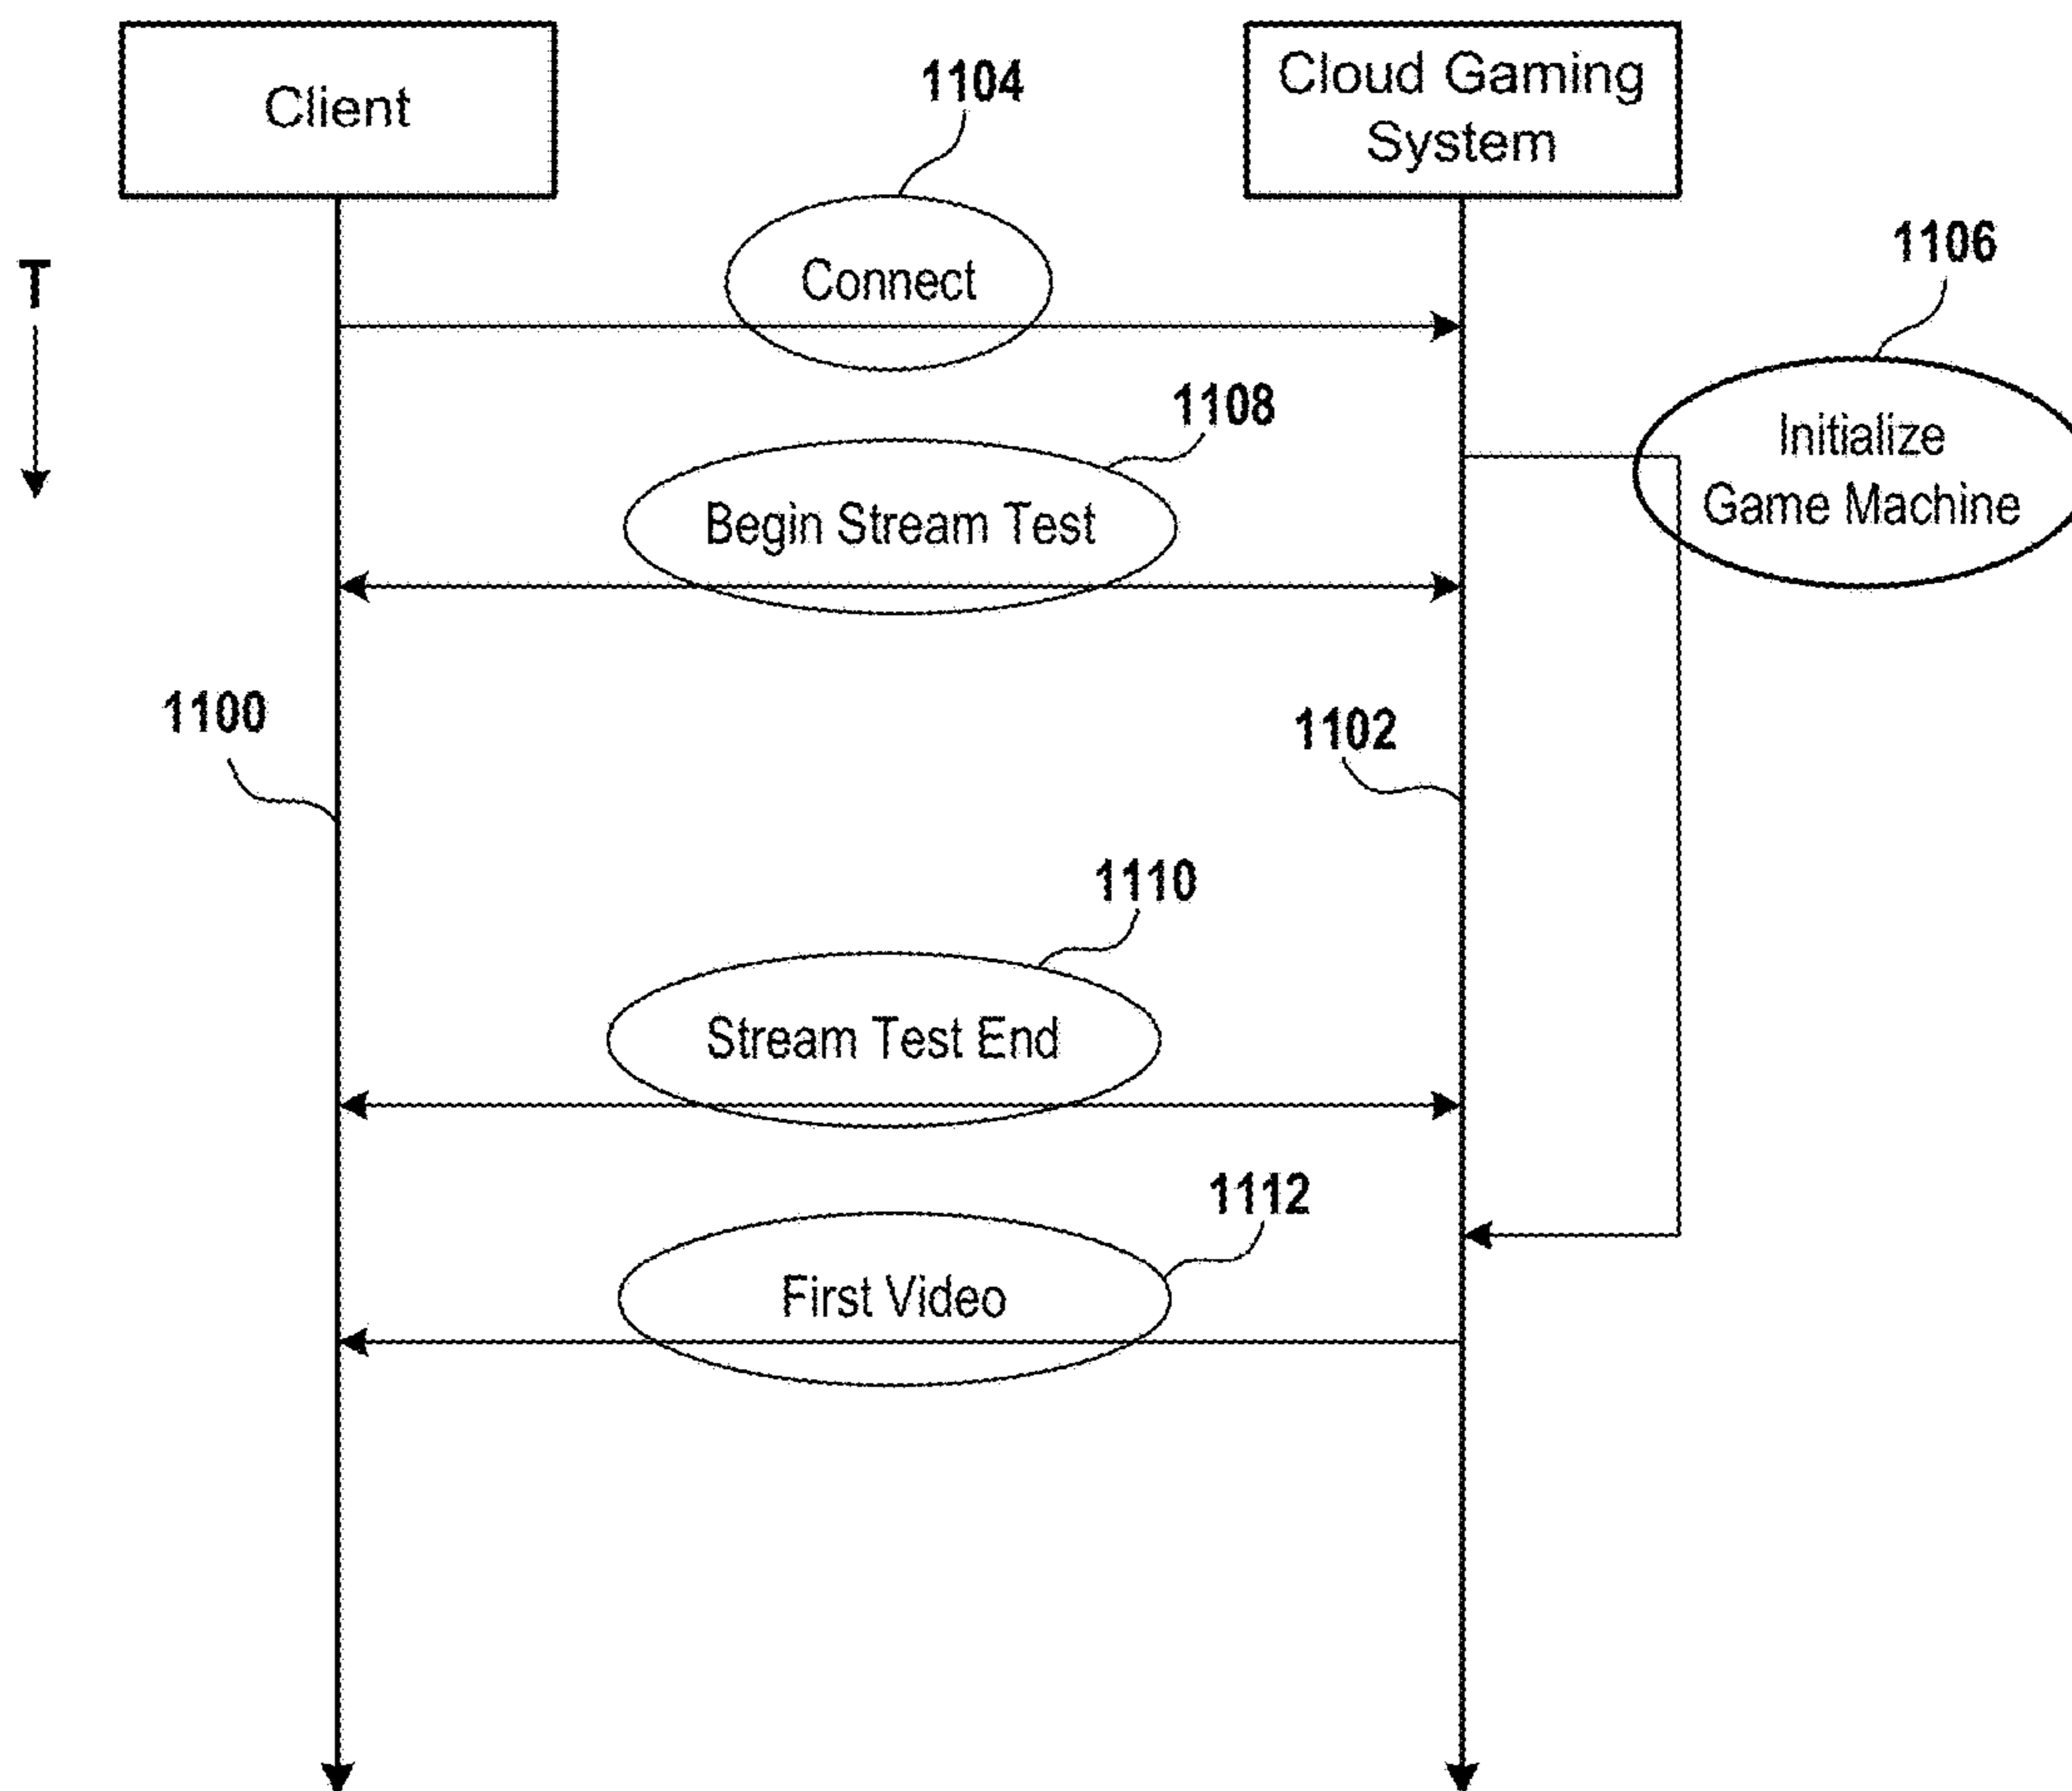 Client
Cloud Gaming
System
1104
Connect
1106
T
Initialize
Game Machine
1108
Begin Stream Test
1100
1102
1110
Stream Test End
1112
First Video